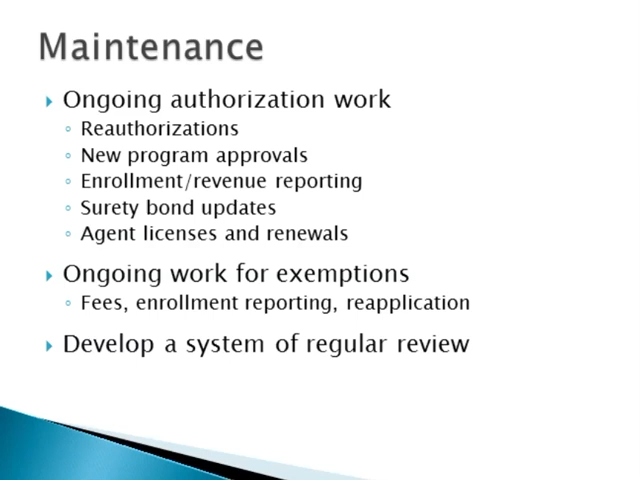 Maintenance
Ongoing authorization work
Reauthorizations
New program approvals
Enrollment/revenue reporting
Surety bond updates
Agent licenses and renewals
Ongoing work for exemptions
Fees, enrollment reporting, reapplication
Develop a system of regular review